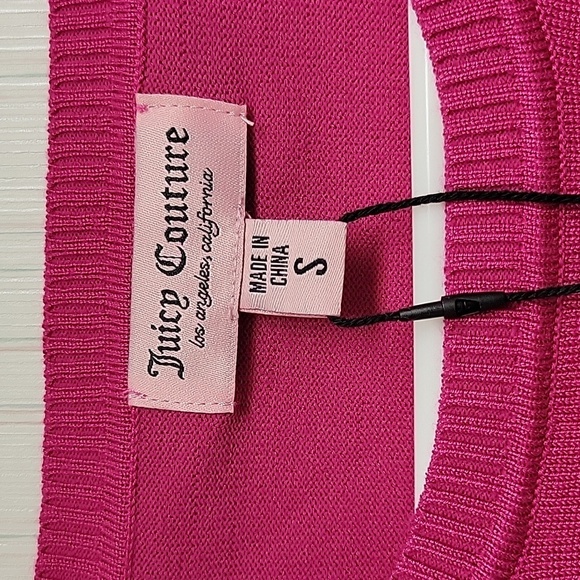 Juicy Couture
los angeles, california
MADE IN
CHINA
S